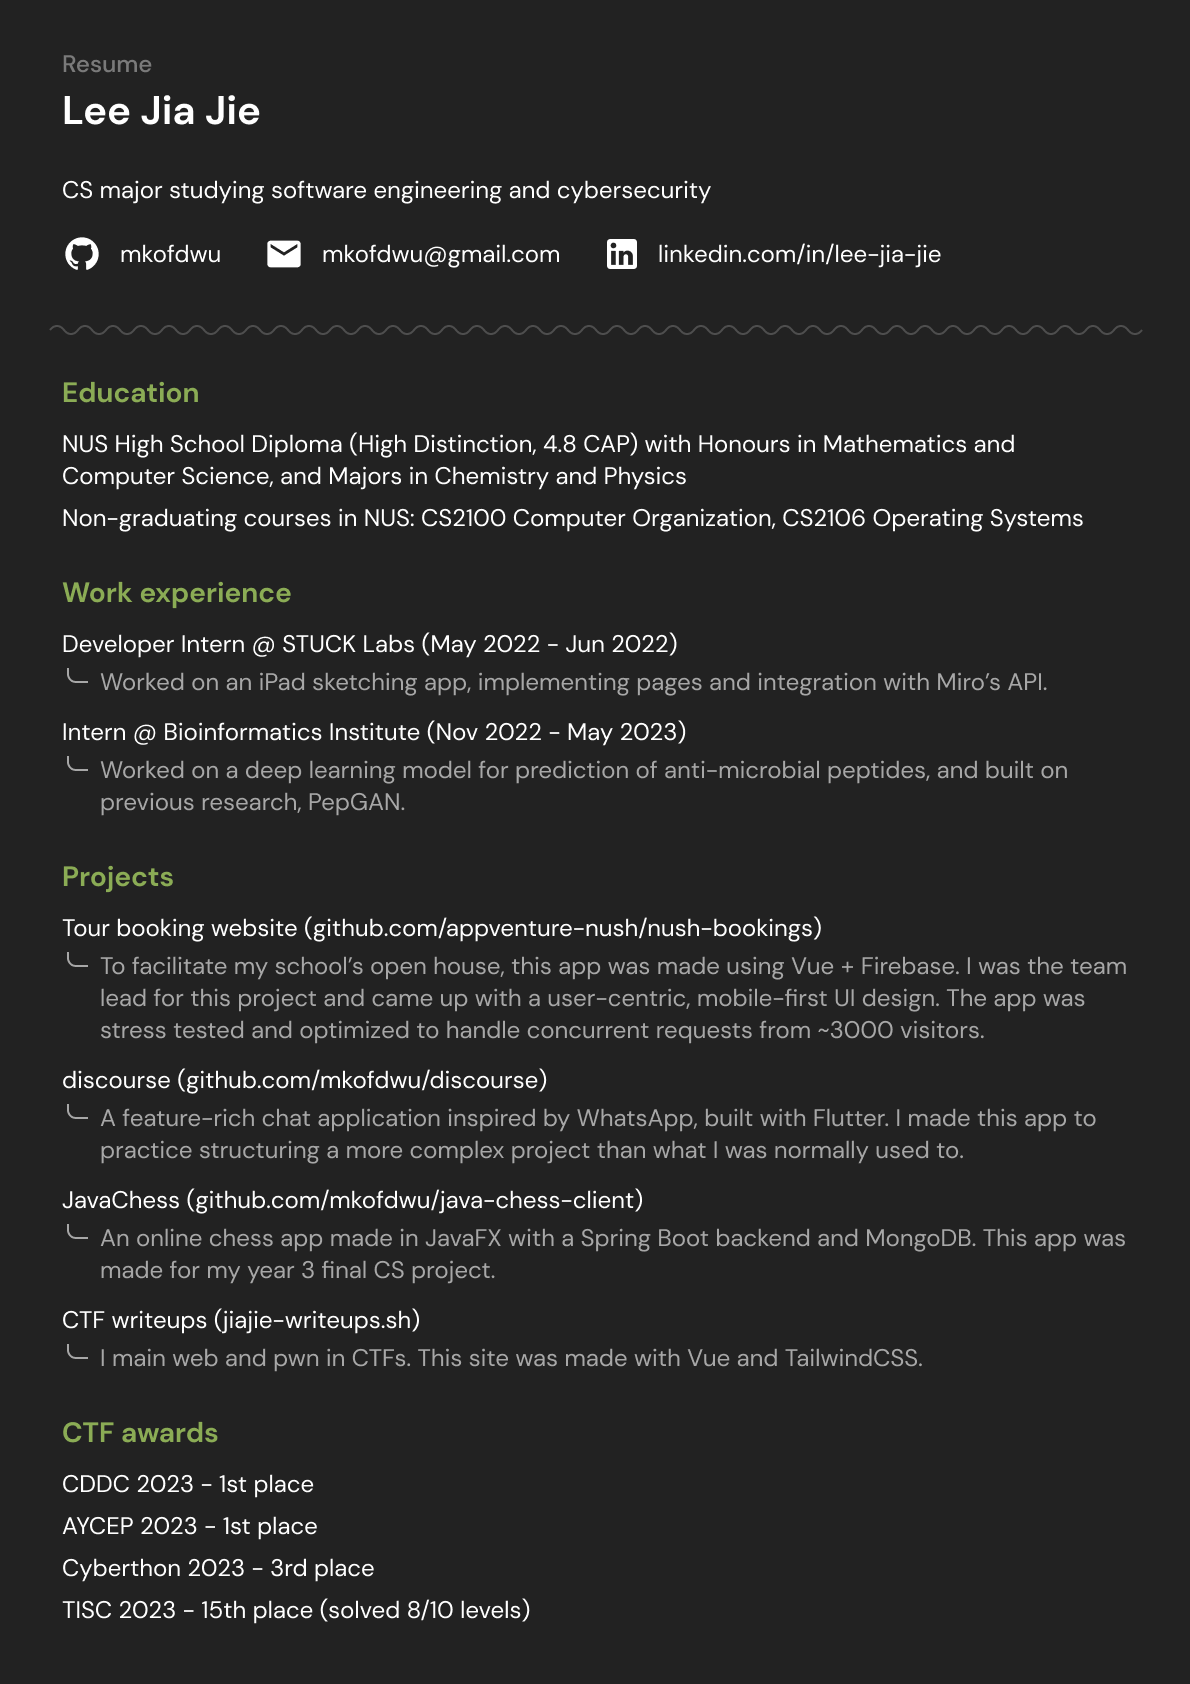 Resume
Lee Jia Jie
CS major studying software engineering and cybersecurity
mkofdwu mkofdwu@gmail.com linkedin.com/in/lee-jia-jie
Education
NUS High School Diploma (High Distinction, 4.8 CAP) with Honours in Mathematics and
Computer Science, and Majors in Chemistry and Physics
Non-graduating courses in NUS: CS2100 Computer Organization, CS2106 Operating Systems
Work experience
Developer Intern @ STUCK Labs (May 2022 - Jun 2022)
Worked on an iPad sketching app, implementing pages and integration with Miro’s API.
Intern @ Bioinformatics Institute (Nov 2022 - May 2023)
Worked on a deep learning model for prediction of anti-microbial peptides, and built on
previous research, PepGAN.
Projects
Tour booking website (github.com/appventure-nush/nush-bookings)
To facilitate my school’s open house, this app was made using Vue + Firebase. I was the team
lead for this project and came up with a user-centric, mobile-first UI design. The app was
stress tested and optimized to handle concurrent requests from ~3000 visitors.
discourse (github.com/mkofdwu/discourse)
A feature-rich chat application inspired by WhatsApp, built with Flutter. I made this app to
practice structuring a more complex project than what I was normally used to.
JavaChess (github.com/mkofdwu/java-chess-client)
An online chess app made in JavaFX with a Spring Boot backend and MongoDB. This app was
made for my year 3 final CS project.
CTF writeups (jiajie-writeups.sh)
I main web and pwn in CTFs. This site was made with Vue and TailwindCSS.
CTF awards
CDDC 2023 - 1st place
AYCEP 2023 - 1st place
Cyberthon 2023 - 3rd place
TISC 2023 - 15th place (solved 8/10 levels)